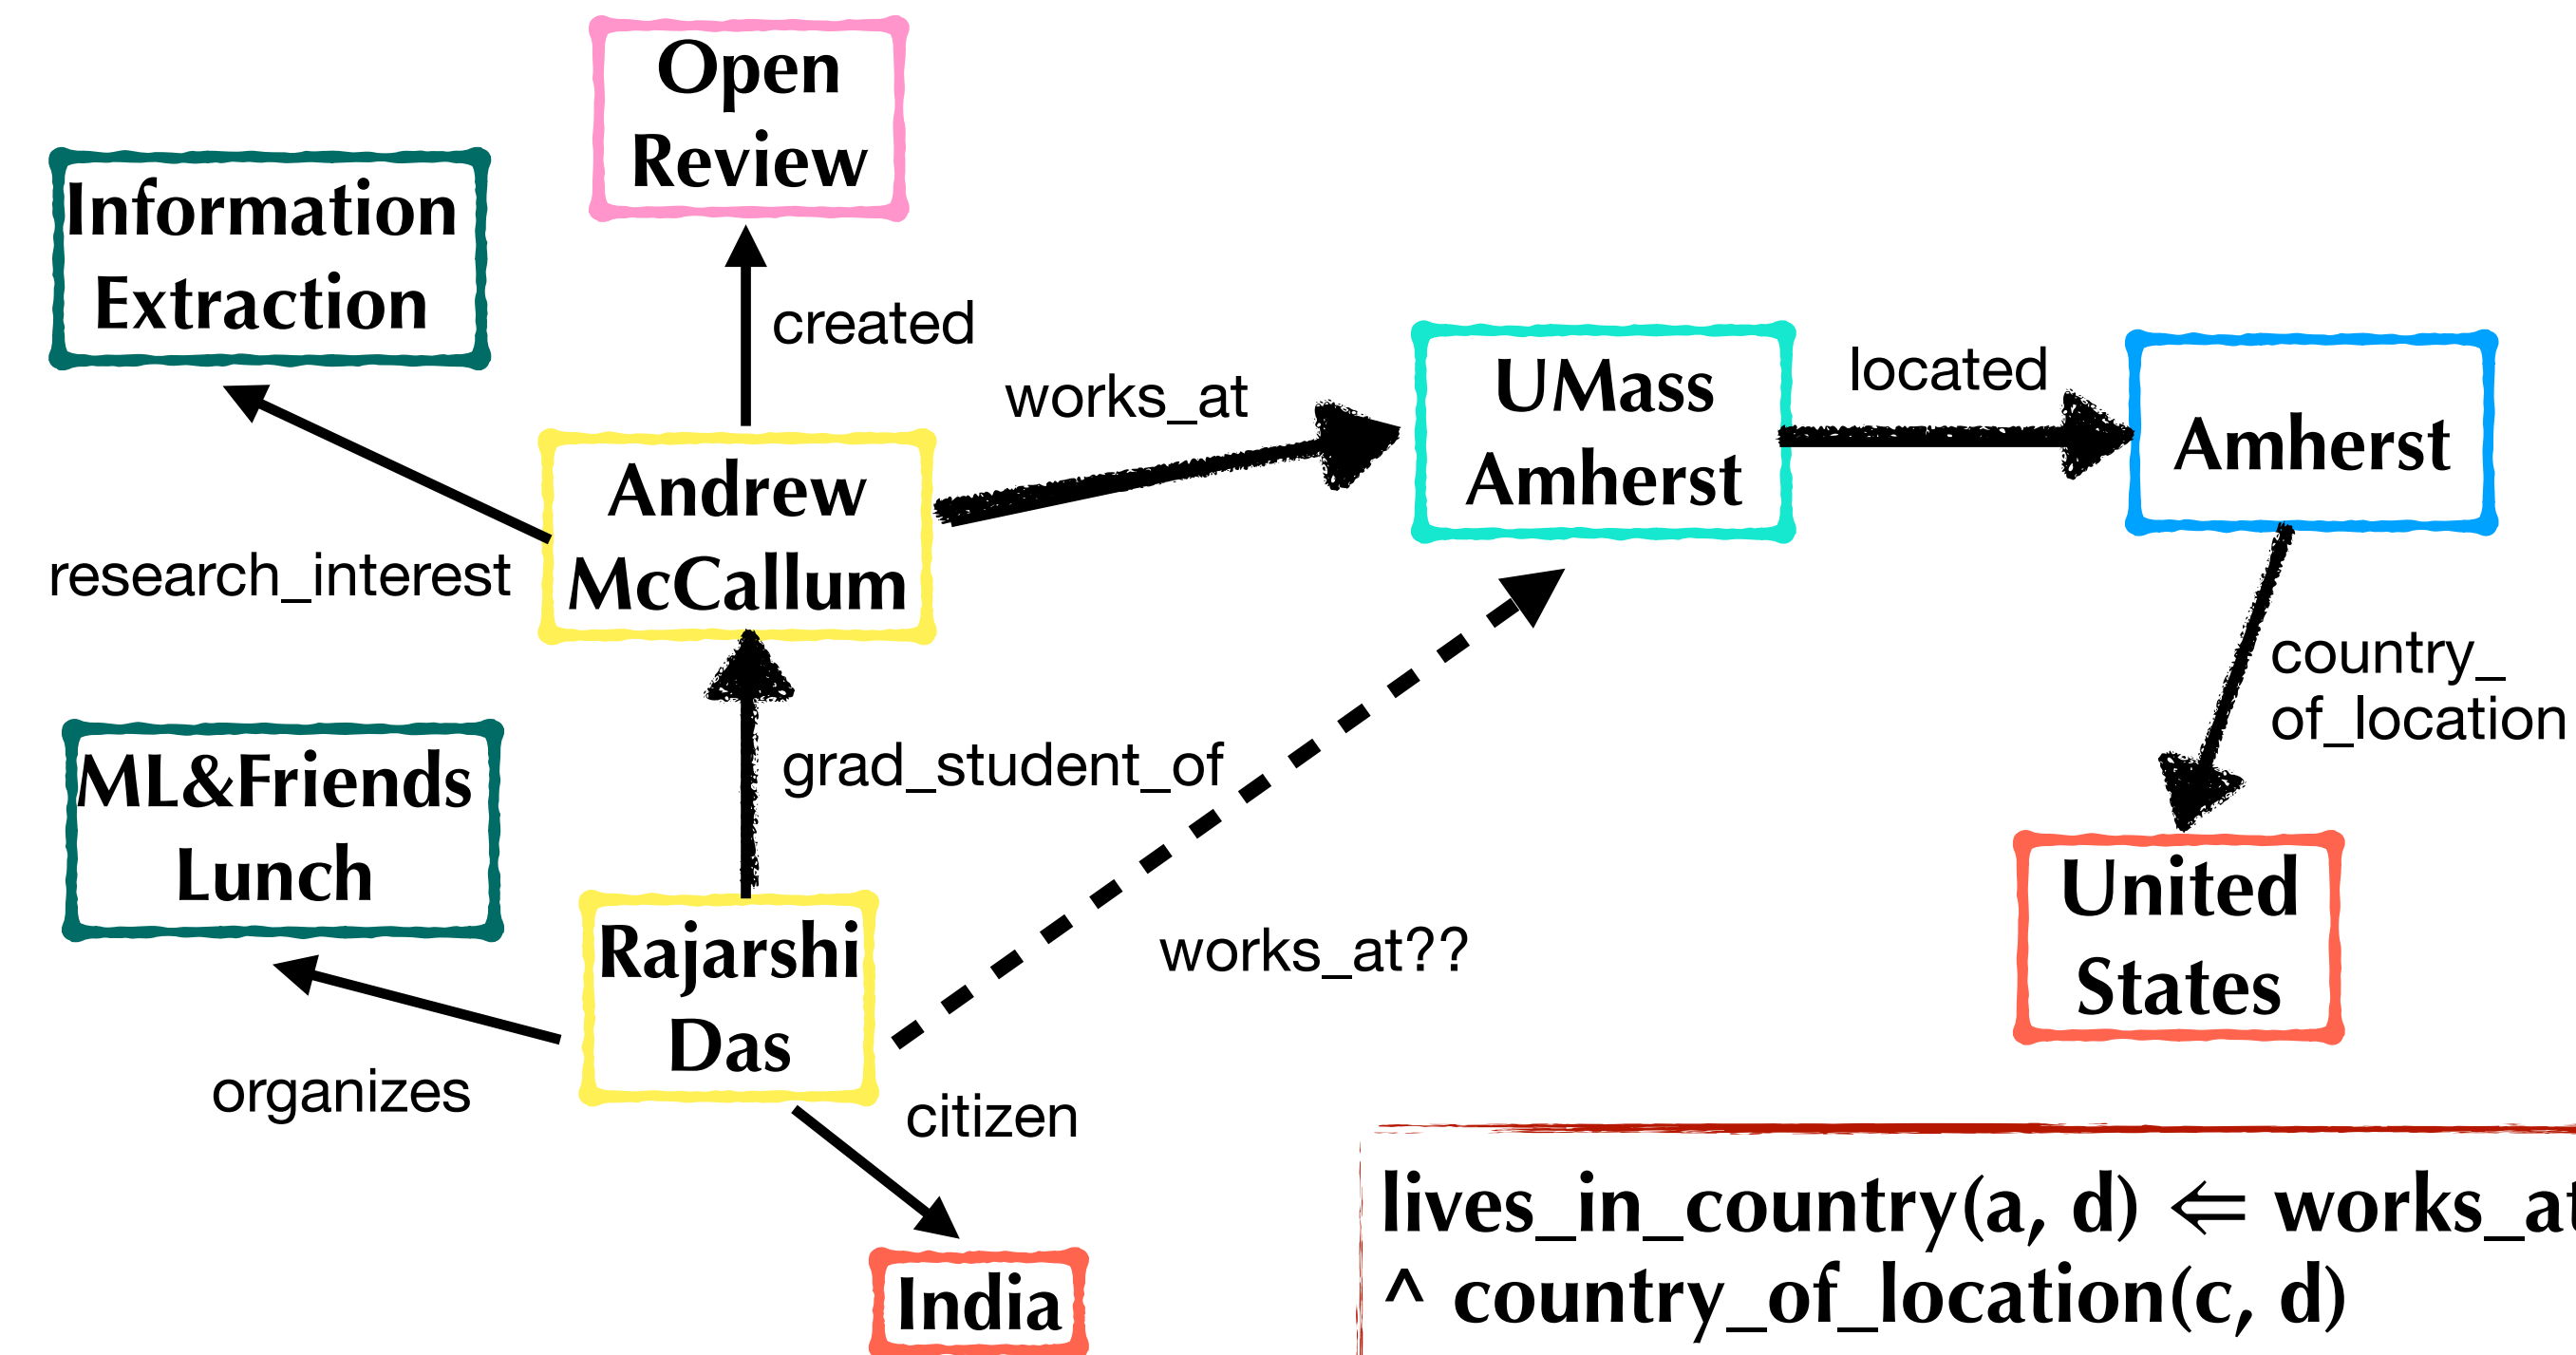 Open
Review
Information
Extraction
created
works_at
UMass
Amherst
located
Amherst
Andrew
McCallum
research_interest
country_
of_location
ML&Friends
Lunch
grad_student_of
United
States
Rajarshi
Das
works_at??
organizes
citizen
India
lives_in_country(a, d) ⇐ works_at
^ country_of_location(c, d)